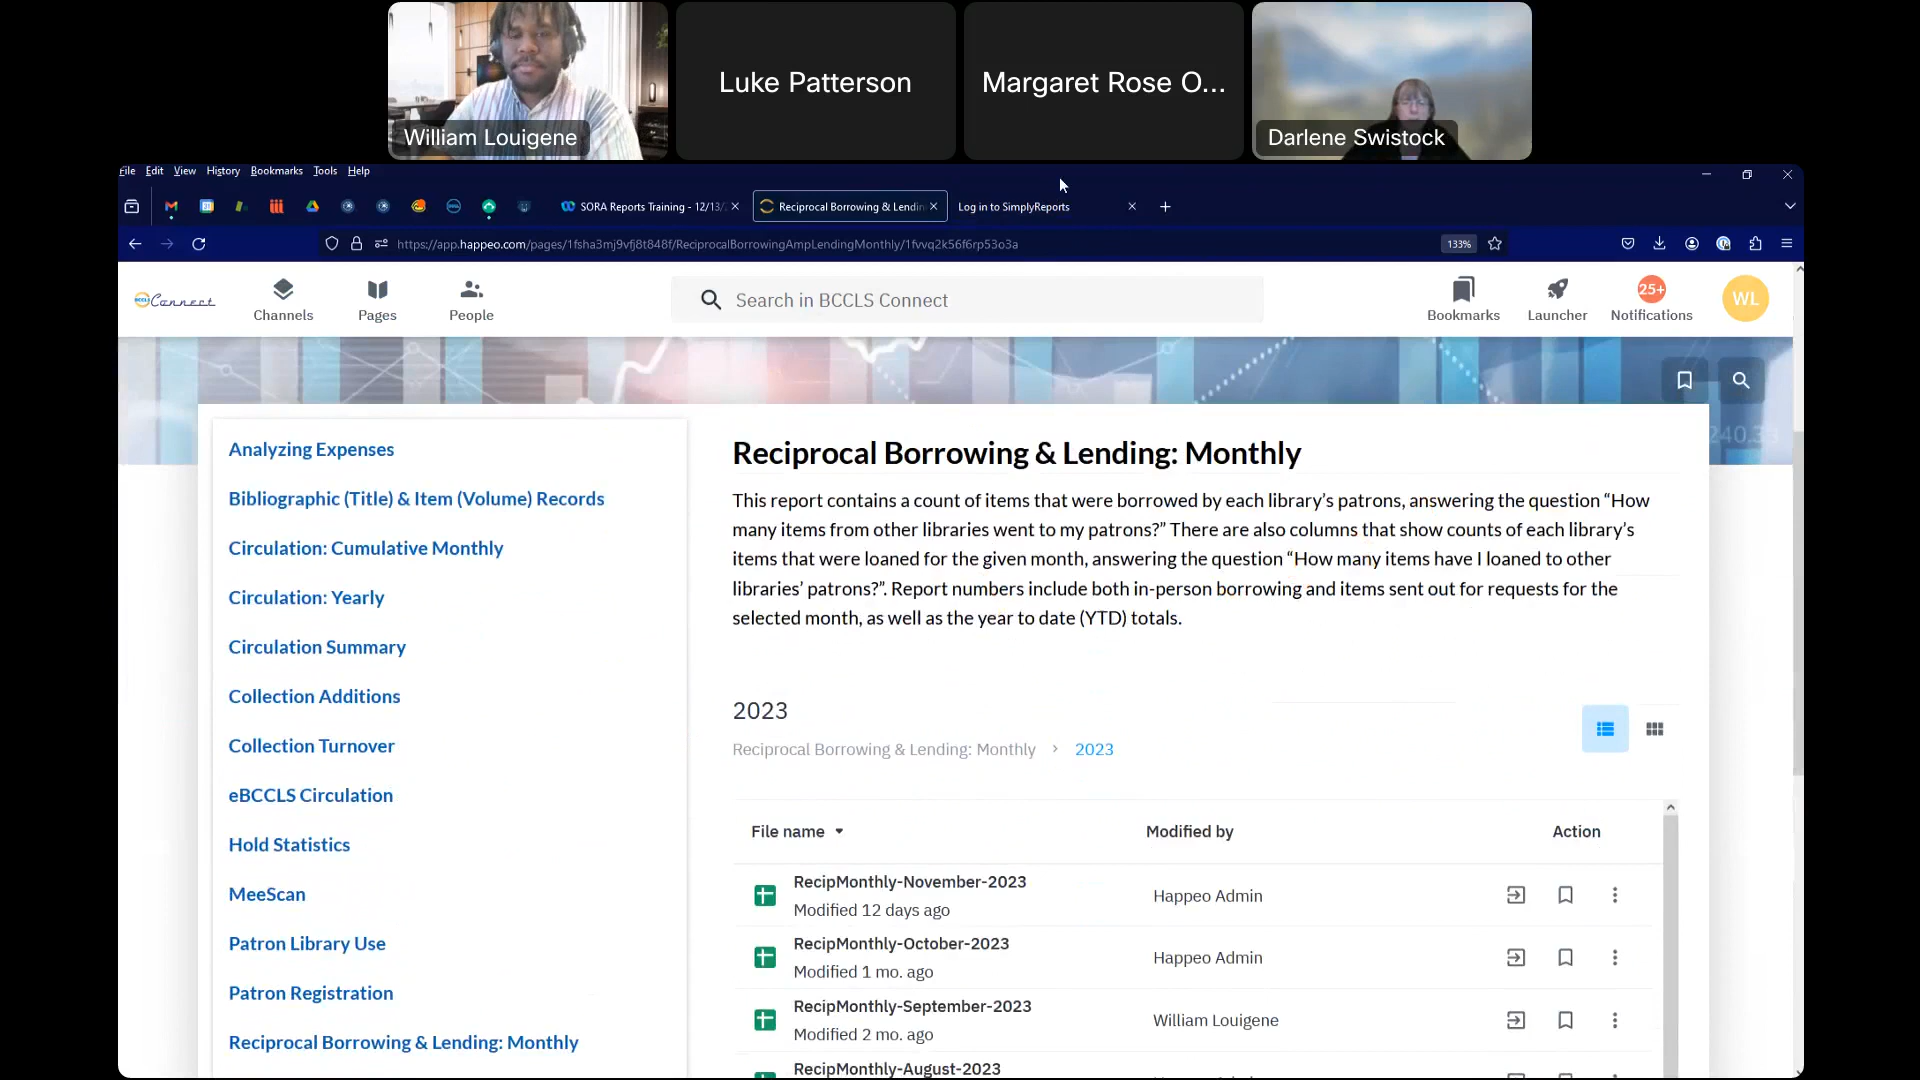 Luke Patterson
Margaret Rose O...
William Louigene
Darlene Swistock
File Edit View History Bookmarks Tools Help
SORA Reports Training - 12/13/
Reciprocal Borrowing & Lendin
Log in to SimplyReports
https://app.happeo.com/pages/1fsha3mj9vfj8t848f/ReciprocalBorrowingAmpLendingMonthly/1fvvq2k56f6rp53o3a
133%
BCCLS Connect
Channels
Pages
People
Search in BCCLS Connect
Bookmarks
Launcher
25+
Notifications
WL
240.33
Analyzing Expenses
Bibliographic (Title) & Item (Volume) Records
Circulation: Cumulative Monthly
Circulation: Yearly
Circulation Summary
Collection Additions
Collection Turnover
eBCCLS Circulation
Hold Statistics
MeeScan
Patron Library Use
Patron Registration
Reciprocal Borrowing & Lending: Monthly
Reciprocal Borrowing & Lending: Monthly
This report contains a count of items that were borrowed by each library’s patrons, answering the question “How
many items from other libraries went to my patrons?” There are also columns that show counts of each library’s
items that were loaned for the given month, answering the question “How many items have I loaned to other
libraries’ patrons?”. Report numbers include both in-person borrowing and items sent out for requests for the
selected month, as well as the year to date (YTD) totals.
2023
Reciprocal Borrowing & Lending: Monthly > 2023
File name Modified by Action
RecipMonthly-November-2023
Modified 12 days ago
Happeo Admin
RecipMonthly-October-2023
Modified 1 mo. ago
Happeo Admin
RecipMonthly-September-2023
Modified 2 mo. ago
William Louigene
RecipMonthly-August-2023